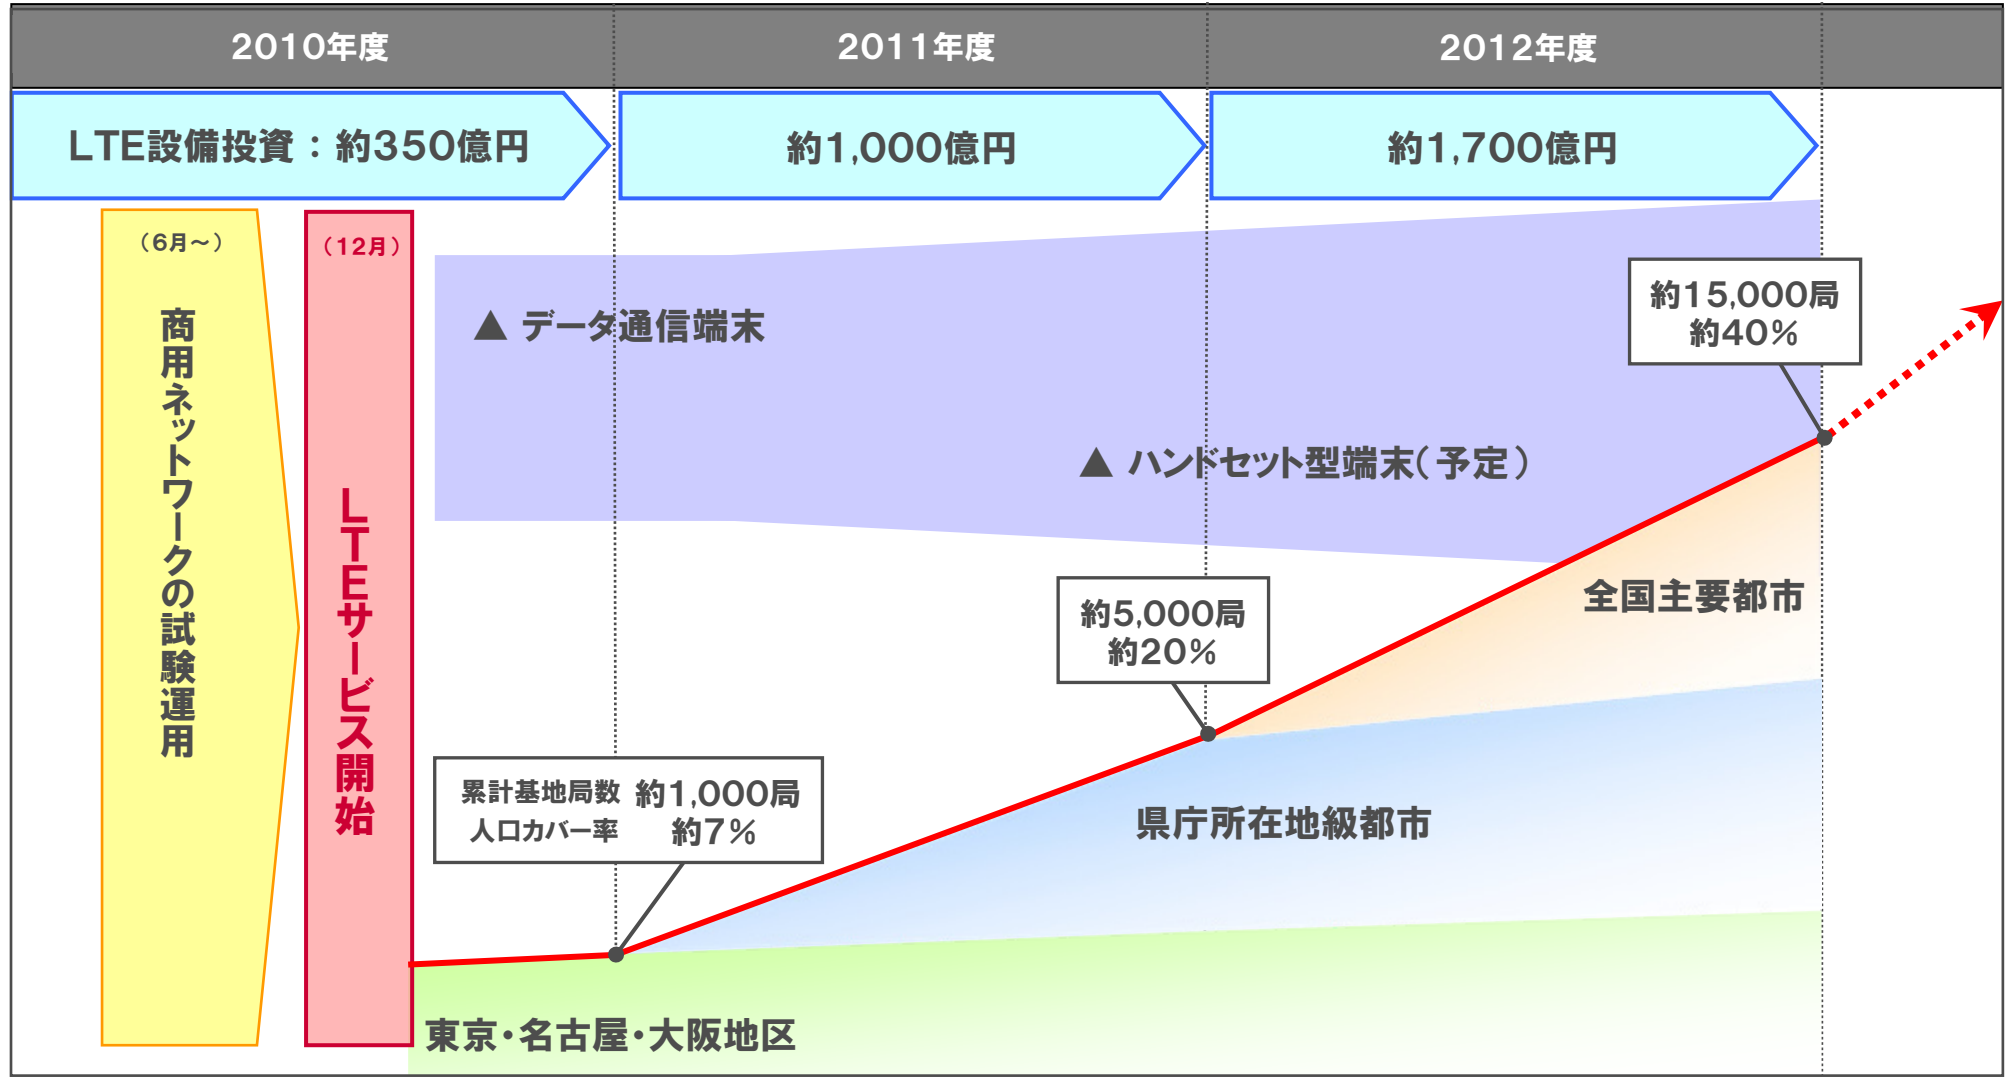 2010年度
2011年度
2012年度
LTE設備投資：約350億円
約1,000億円
約1,700億円
（6月～）
商用ネットワークの試験運用
（12月）
LTEサービス開始
▲ データ通信端末
▲ ハンドセット型端末（予定）
約15,000局
約40％
約5,000局
約20％
累計基地局数 約1,000局
人口カバー率 約7％
全国主要都市
県庁所在地級都市
東京・名古屋・大阪地区